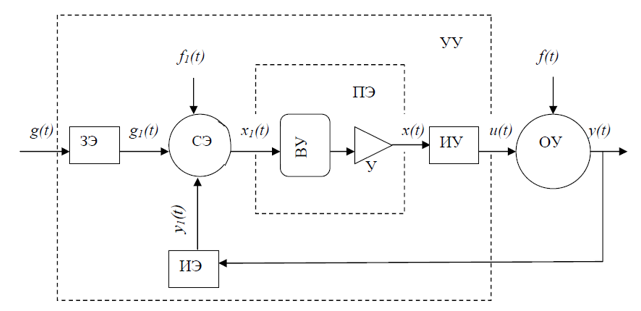 УУ
f₁(t)
f(t)
ПЭ
g(t)
ЗЭ
g₁(t)
СЭ
x₁(t)
ВУ
У
x(t)
ИУ
u(t)
ОУ
y(t)
y₁(t)
ИЭ